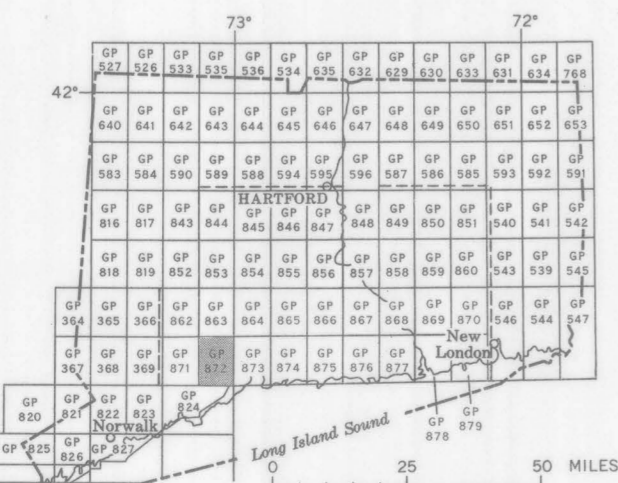 73° 72°
GP 527 GP 526 GP 533 GP 535 GP 536 GP 534 GP 635 GP 632 GP 629 GP 630 GP 633 GP 631 GP 634 GP 768
42°
GP 640 GP 641 GP 642 GP 643 GP 644 GP 645 GP 646 GP 647 GP 648 GP 649 GP 650 GP 651 GP 652 GP 653
GP 583 GP 584 GP 590 GP 589 GP 588 GP 594 GP 595 GP 596 GP 587 GP 586 GP 585 GP 593 GP 592 GP 591
HARTFORD
GP 816 GP 817 GP 843 GP 844 GP 845 GP 846 GP 847 GP 848 GP 849 GP 850 GP 851 GP 540 GP 541 GP 542
GP 818 GP 819 GP 852 GP 853 GP 854 GP 855 GP 856 GP 857 GP 858 GP 859 GP 860 GP 543 GP 539 GP 545
GP 364 GP 365 GP 366 GP 862 GP 863 GP 864 GP 865 GP 866 GP 867 GP 868 GP 869 GP 870 GP 546 GP 544 GP 547
New London
GP 367 GP 368 GP 369 GP 871 GP 872 GP 873 GP 874 GP 875 GP 876 GP 877
GP 820 GP 821 GP 822 GP 823 GP 824
GP 878 GP 879
Norwalk
GP 825 GP 826 GP 827
Long Island Sound
0 25 50 MILES